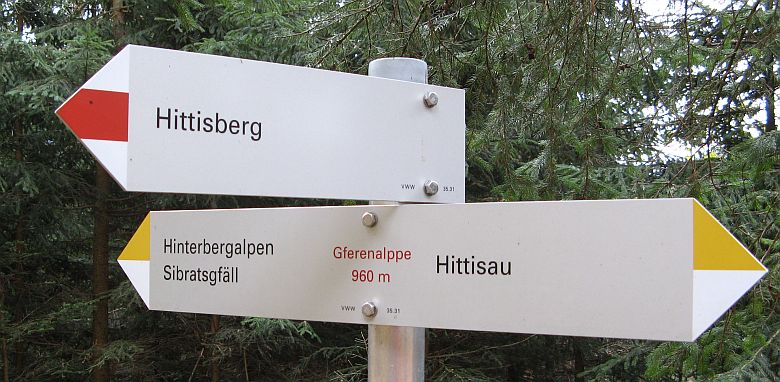 Hittisberg
VWW 35.31
Hinterbergalpen
Sibratsgfäll
Gferenalppe
960 m
Hittisau
VWW 35.31